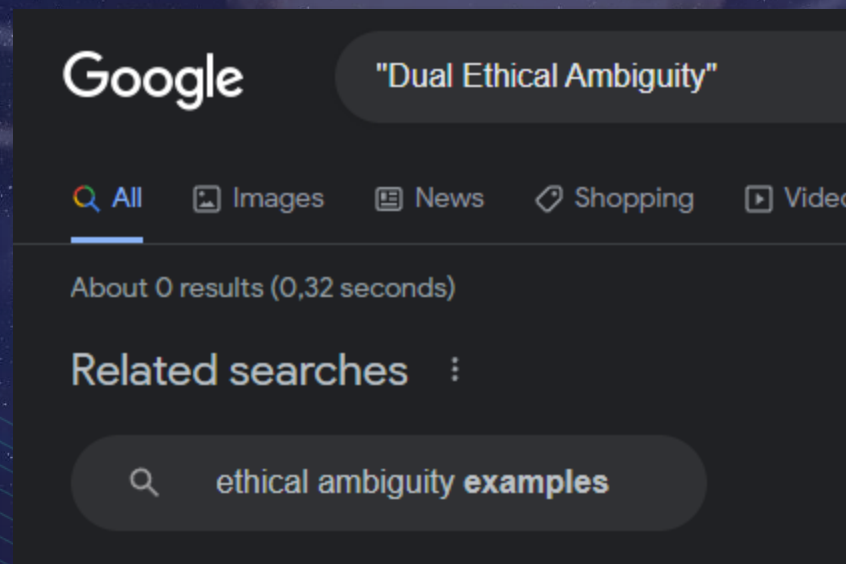 Google
"Dual Ethical Ambiguity"
All Images News Shopping Video
About 0 results (0,32 seconds)
Related searches
ethical ambiguity examples